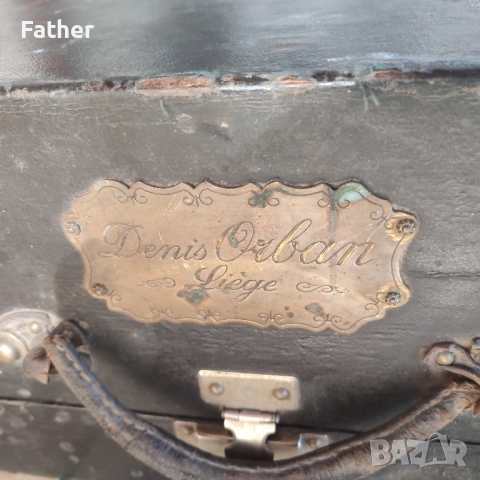 Father
Denis Orban
Liège
BAZAR